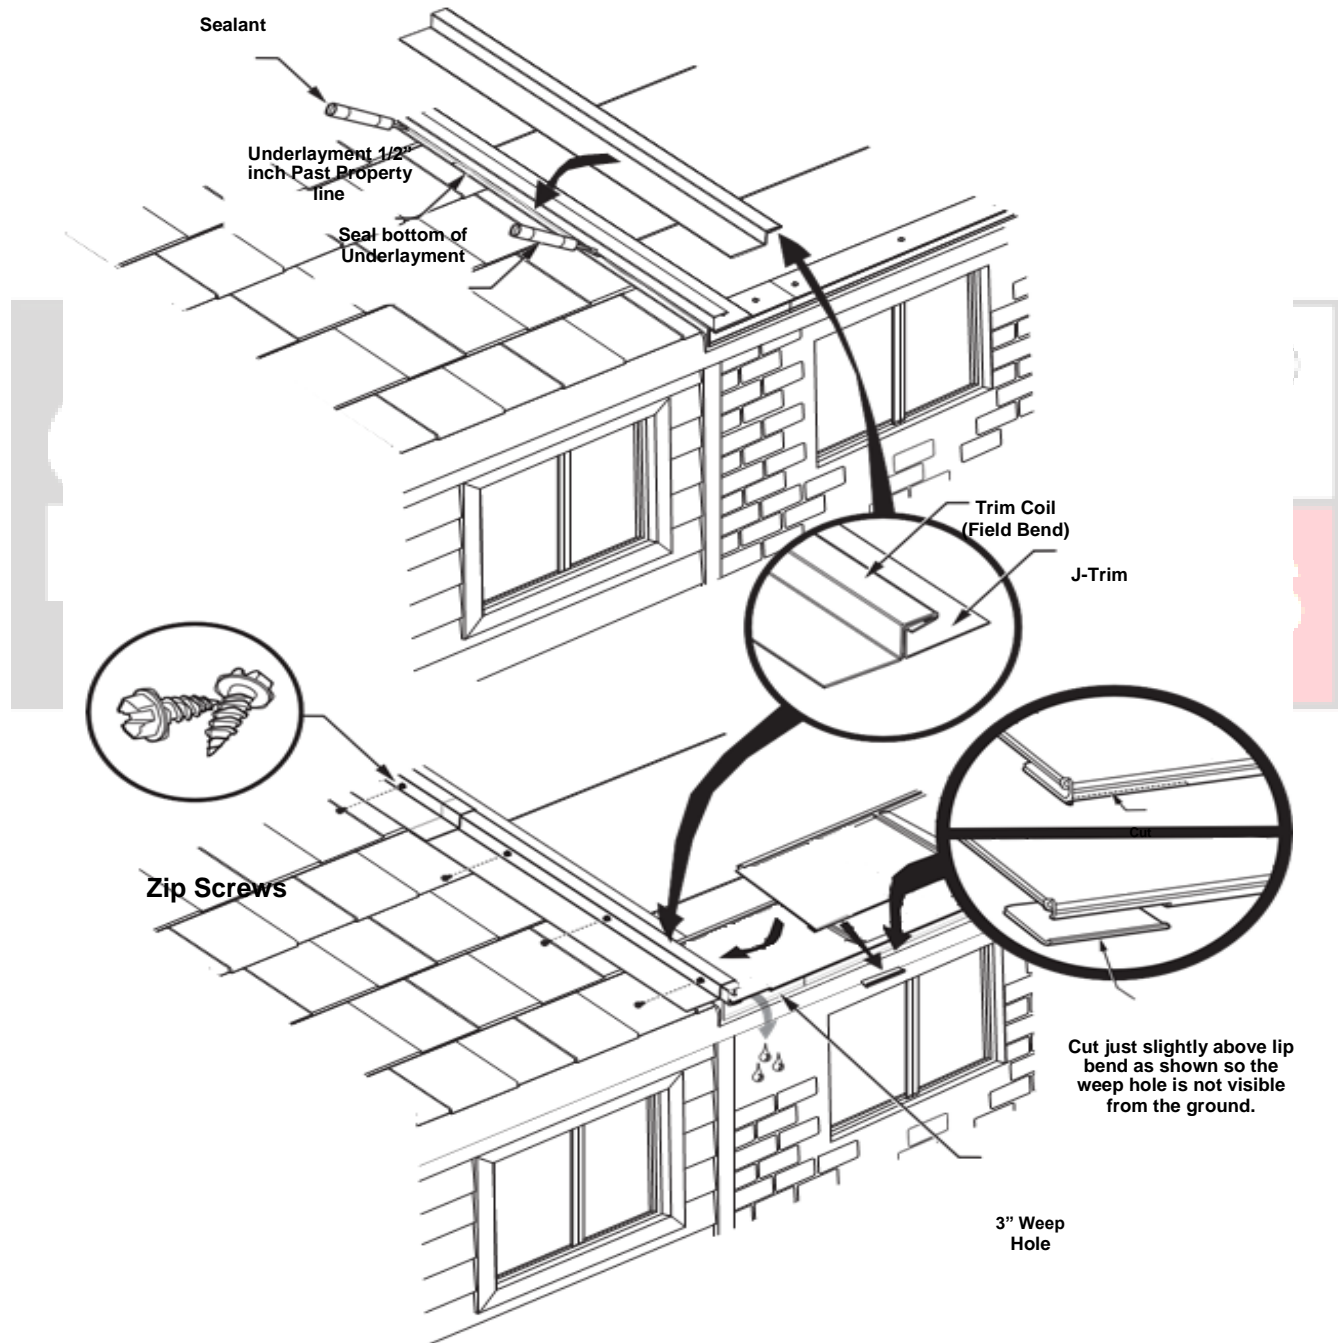 Sealant
Underlayment 1/2”
inch Past Property
line
Seal bottom of
Underlayment
Trim Coil
(Field Bend)
J-Trim
Cut
Zip Screws
Cut just slightly above lip
bend as shown so the
weep hole is not visible
from the ground.
3” Weep
Hole